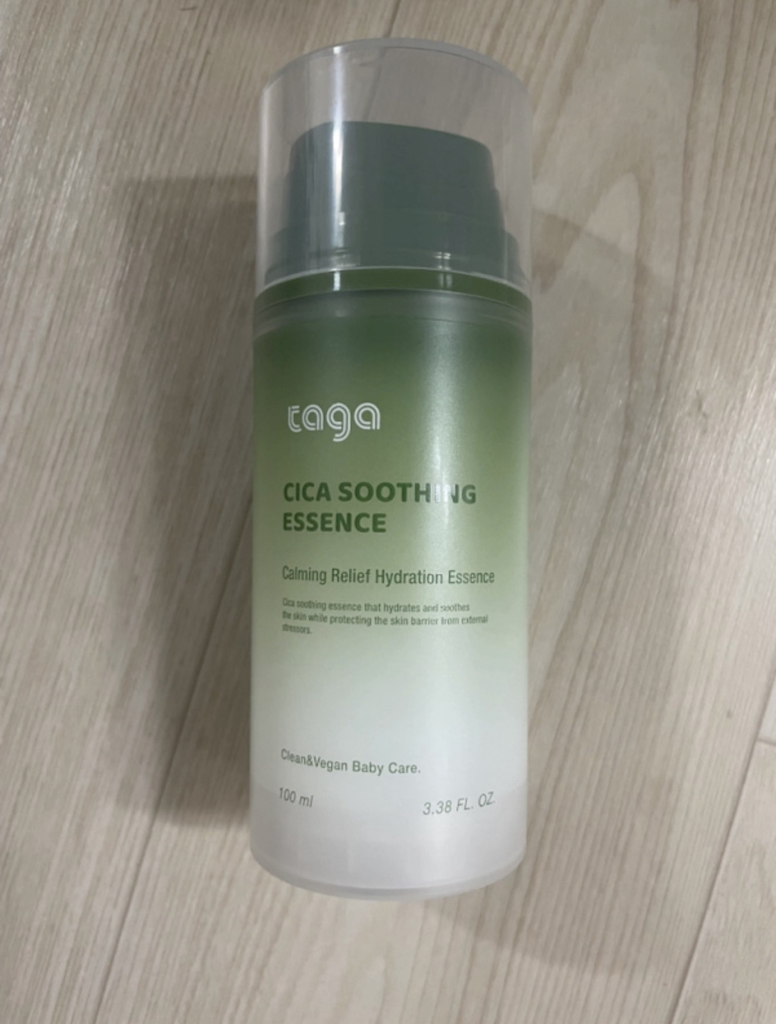 taga
CICA SOOTHING
ESSENCE
Calming Relief Hydration Essence
Cica soothing essence that hydrates and soothes
the skin while protecting the skin barrier from external
stressors.
Clean&Vegan Baby Care.
100 ml
3.38 FL. OZ.